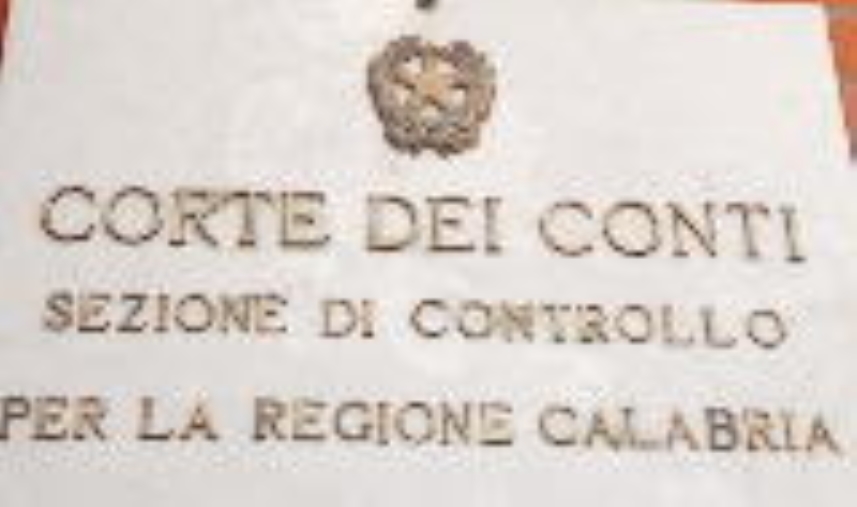 CORTE DEI CONTI
SEZIONE DI CONTROLLO
PER LA REGIONE CALABRIA